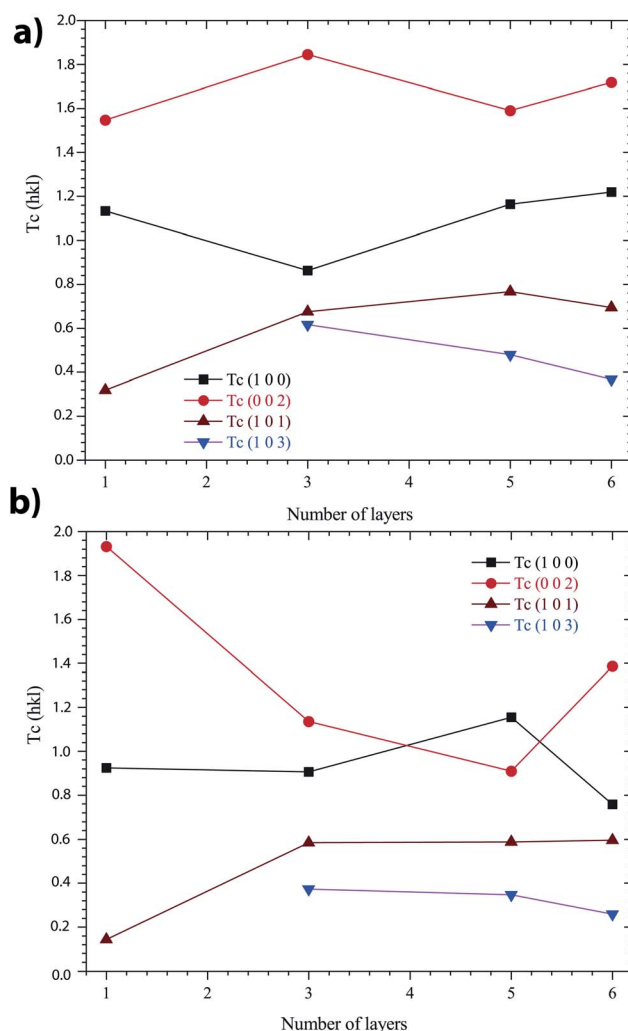 a)
2.0
1.8
1.6
1.4
1.2
1.0
0.8
0.6
0.4
0.2
0.0
Tc (hkl)
Tc (1 0 0)
Tc (0 0 2)
Tc (1 0 1)
Tc (1 0 3)
1 2 3 4 5 6
Number of layers
b)
2.0
1.8
1.6
1.4
1.2
1.0
0.8
0.6
0.4
0.2
0.0
Tc (hkl)
Tc (1 0 0)
Tc (0 0 2)
Tc (1 0 1)
Tc (1 0 3)
1 2 3 4 5 6
Number of layers